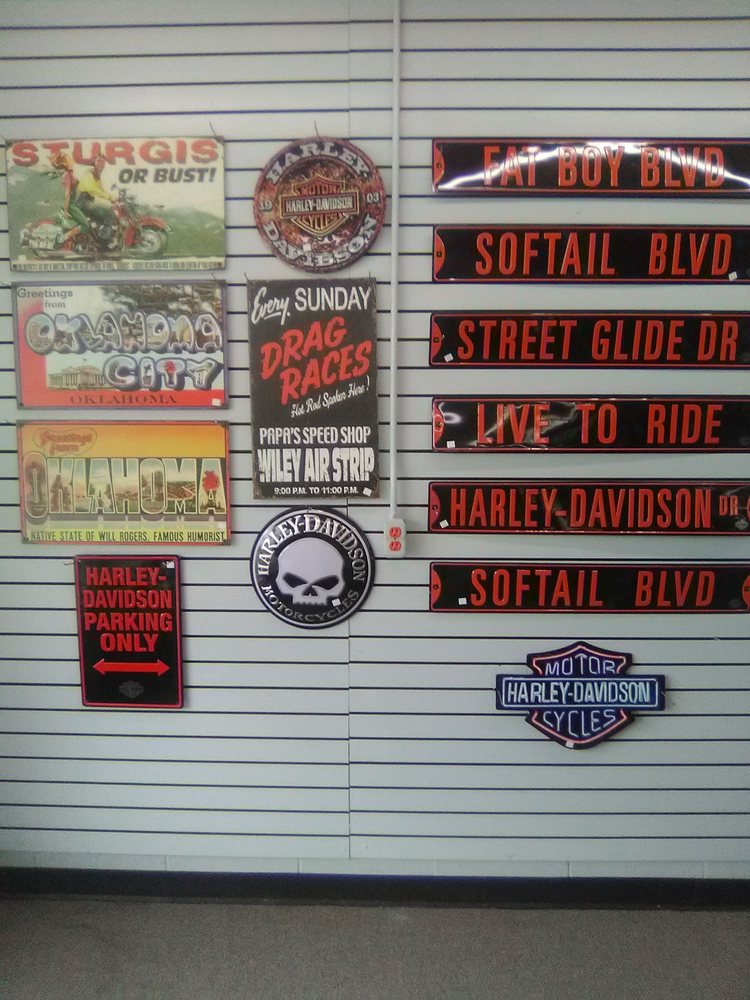 STURGIS
OR BUST!
Greetings
from
OKLAHOMA
CITY
OKLAHOMA
Greetings
From
OKLAHOMA
NATIVE STATE OF WILL ROGERS, FAMOUS HUMORIST
HARLEY-
DAVIDSON
PARKING
ONLY
HARLEY-
MOTOR
19 HARLEY-DAVIDSON 03
CYCLES
DAVIDSON
Every SUNDAY
DRAG
RACES
Hot Rod Spoken Here!
PAPA'S SPEED SHOP
WILEY AIR STRIP
9:00 P.M. TO 11:00 P.M.
HARLEY-DAVIDSON
MOTORCYCLES
FAT BOY BLVD
SOFTAIL BLVD
STREET GLIDE DR
LIVE TO RIDE
HARLEY-DAVIDSON DR
SOFTAIL BLVD
MOTOR
HARLEY-DAVIDSON
CYCLES